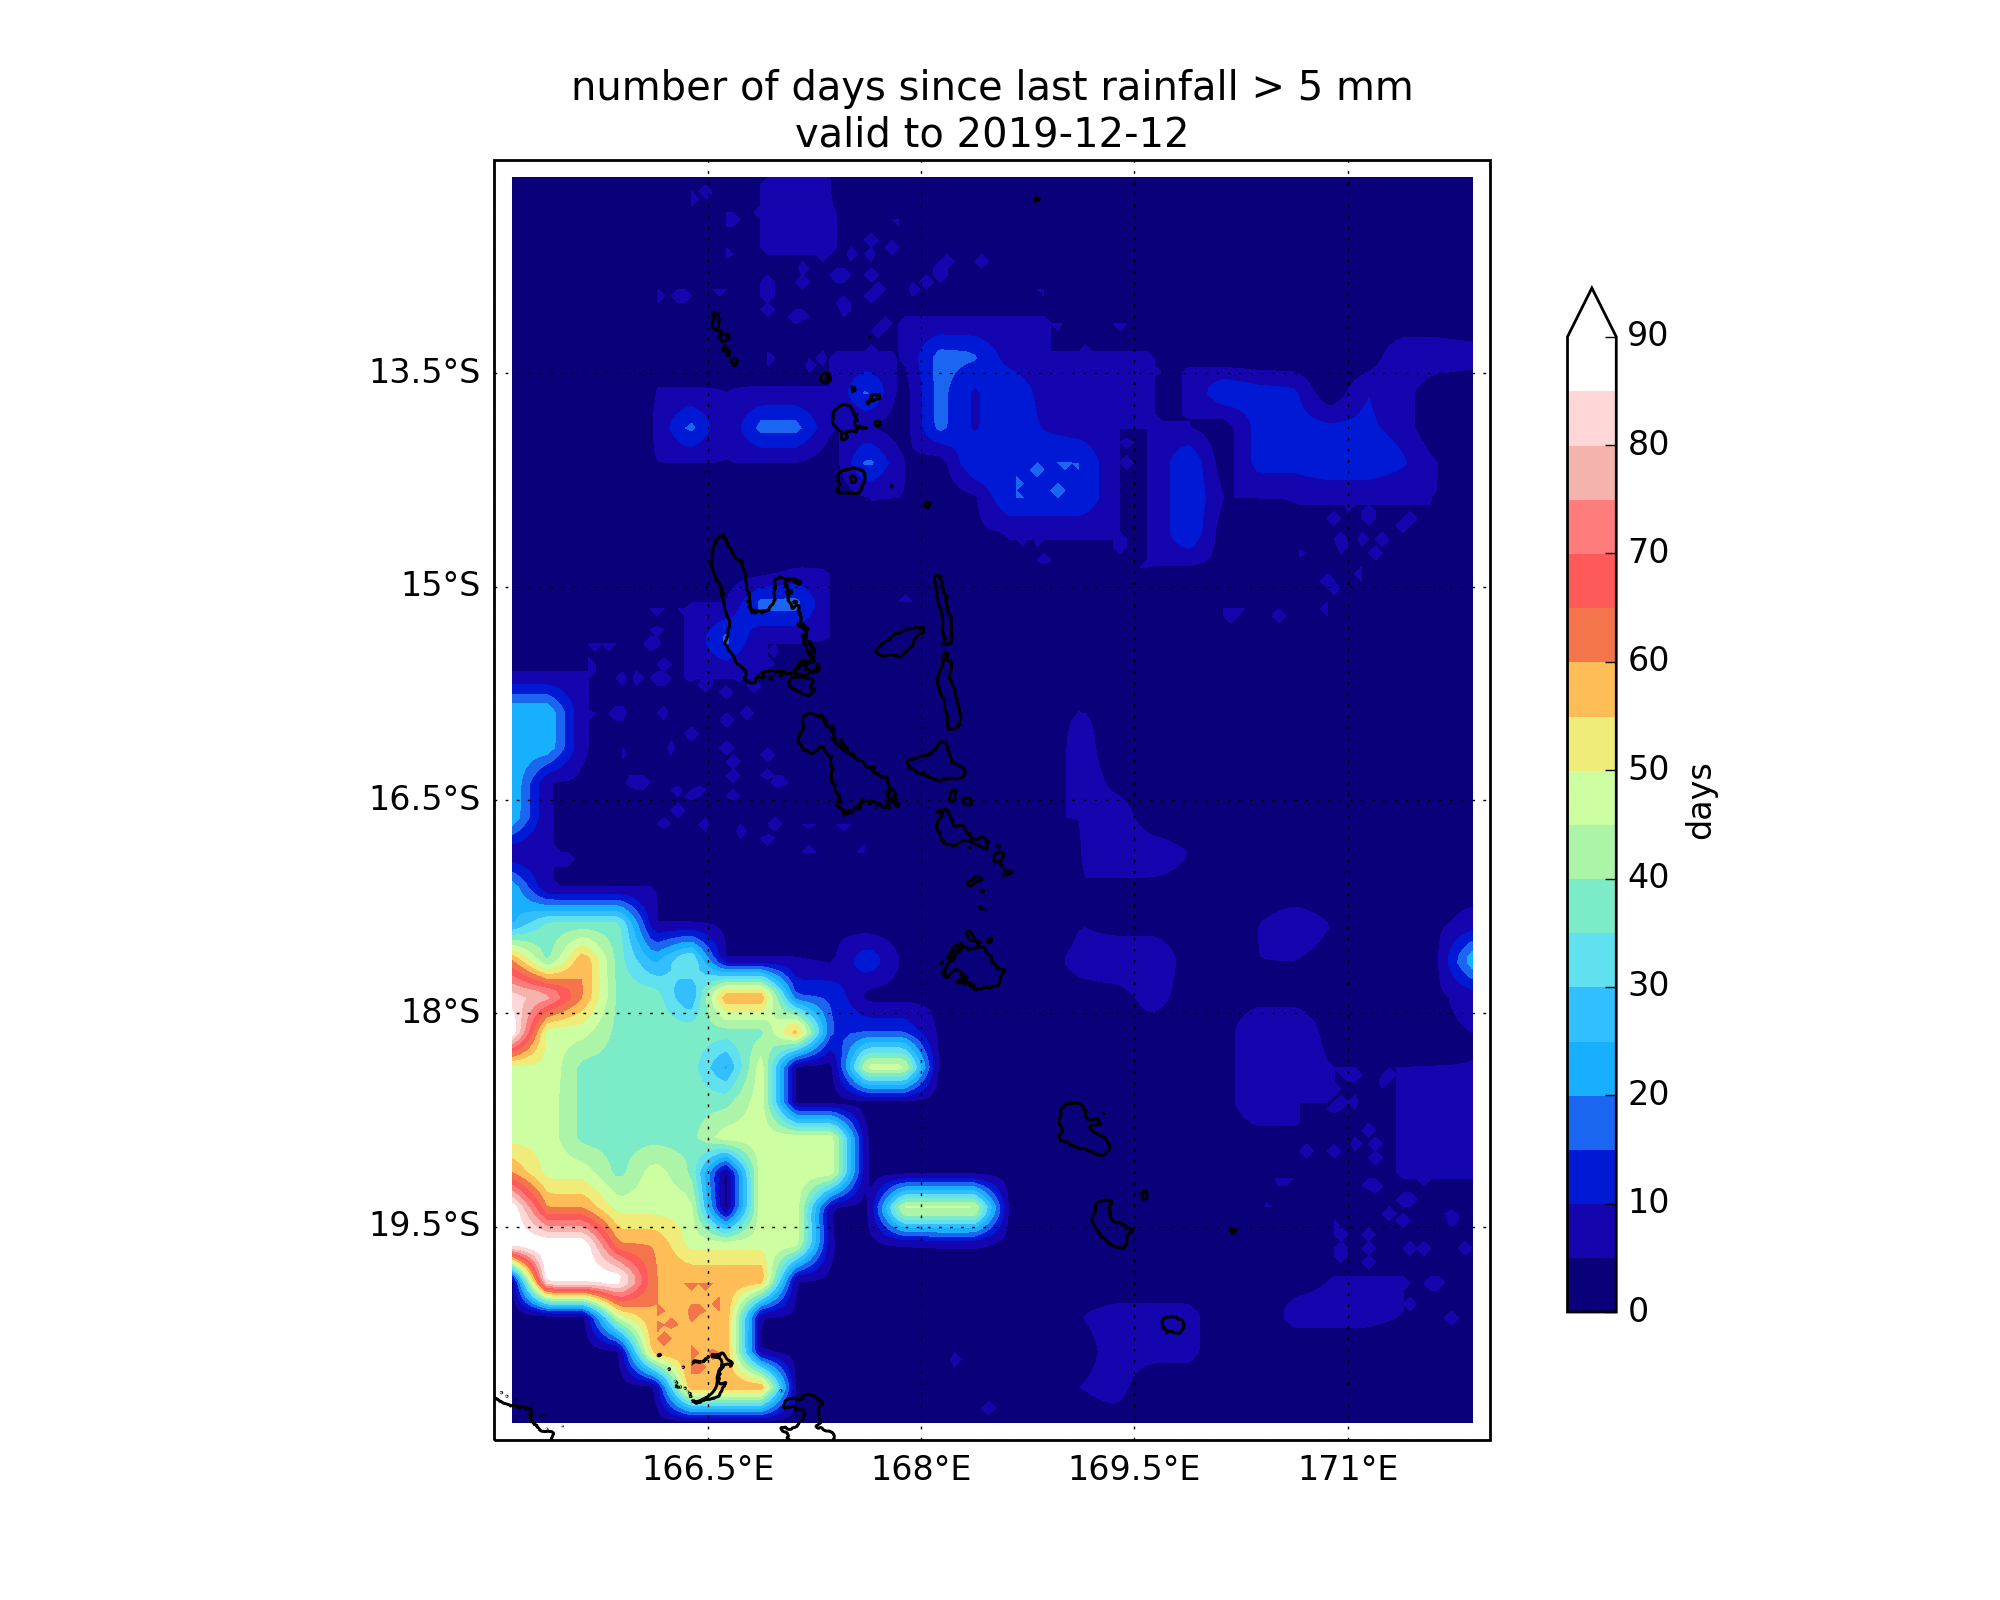 number of days since last rainfall > 5 mm
valid to 2019-12-12
13.5°S
15°S
16.5°S
18°S
19.5°S
166.5°E
168°E
169.5°E
171°E
90
80
70
60
50
40
30
20
10
0
days